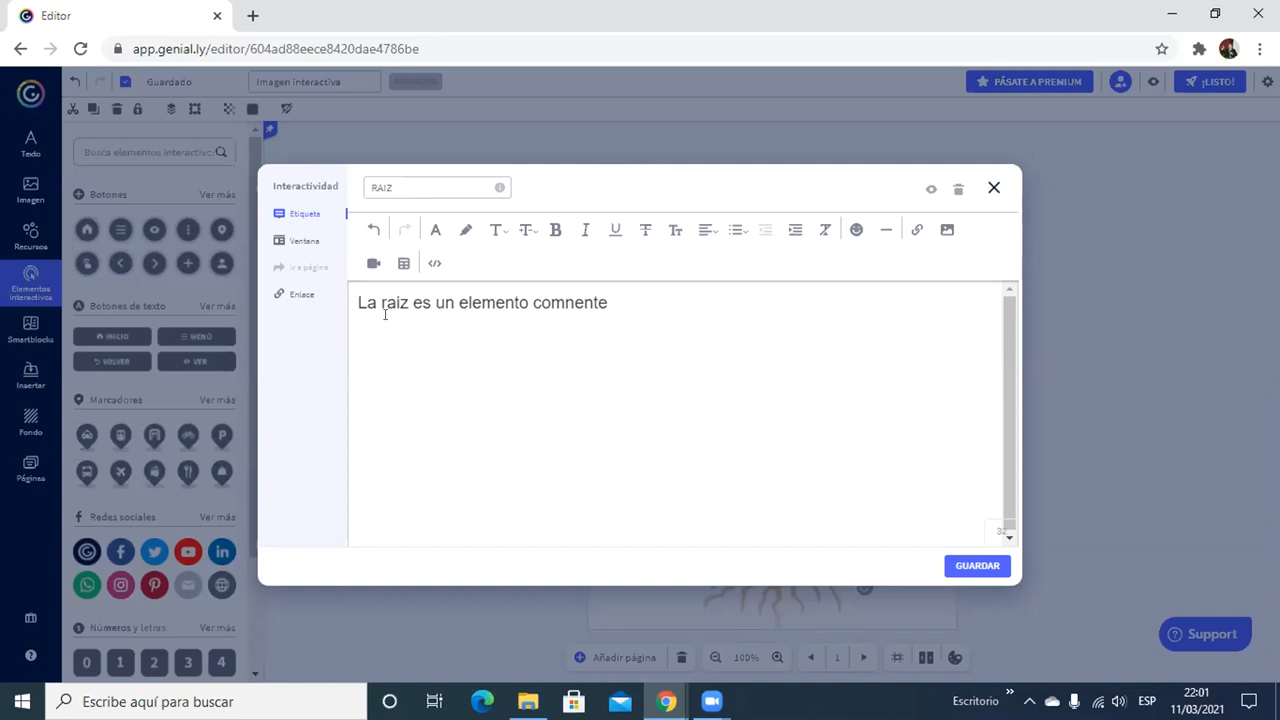 Editor
app.genial.ly/editor/604ad88eece8420dae4786be
Guardado
Imagen interactiva
PÁSATE A PREMIUM
¡LISTO!
Texto
Imagen
Recursos
Elementos
interactivos
Smartblocks
Insertar
Fondo
Páginas
Busca elementos interactivo:
Botones
Ver más
Botones de texto
Ver más
INICIO
MENÚ
VOLVER
VER
Marcadores
Ver más
P
Redes sociales
Ver más
Números y letras
Ver más
0
1
2
3
4
Interactividad
Etiqueta
Ventana
Ir a página
Enlace
RAIZ
La raiz es un elemento comnente
32
GUARDAR
Añadir página
100%
1
Support
Escribe aquí para buscar
Escritorio
ESP
22:01
11/03/2021